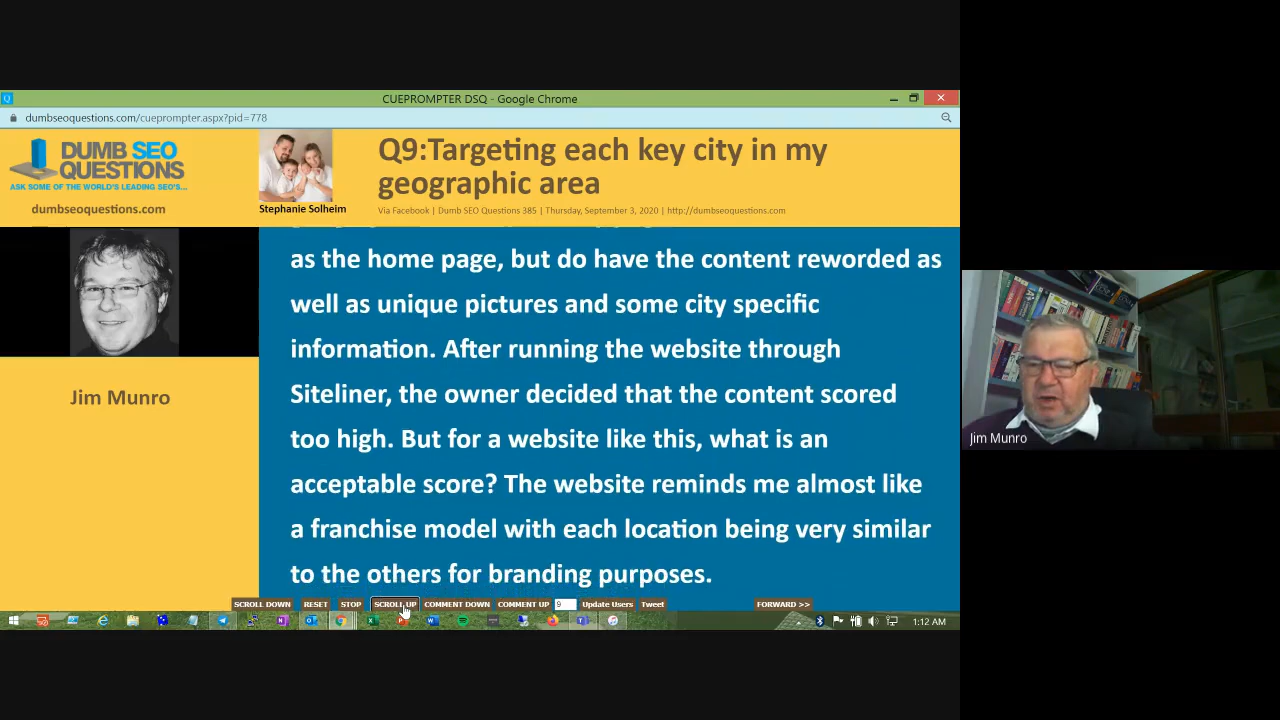 CUEPROMPTER DSQ - Google Chrome
dumbseoquestions.com/cueprompter.aspx?pid=778
DUMB SEO
QUESTIONS
ASK SOME OF THE WORLD'S LEADING SEO'S...
dumbseoquestions.com
Stephanie Solheim
Q9:Targeting each key city in my
geographic area
Via Facebook | Dumb SEO Questions 385 | Thursday, September 3, 2020 | http://dumbseoquestions.com
Jim Munro
as the home page, but do have the content reworded as
well as unique pictures and some city specific
information. After running the website through
Siteliner, the owner decided that the content scored
too high. But for a website like this, what is an
acceptable score? The website reminds me almost like
a franchise model with each location being very similar
to the others for branding purposes.
SCROLL DOWN RESET STOP SCROLL UP COMMENT DOWN COMMENT UP 9 Update Users Tweet FORWARD >>
1:12 AM
Jim Munro